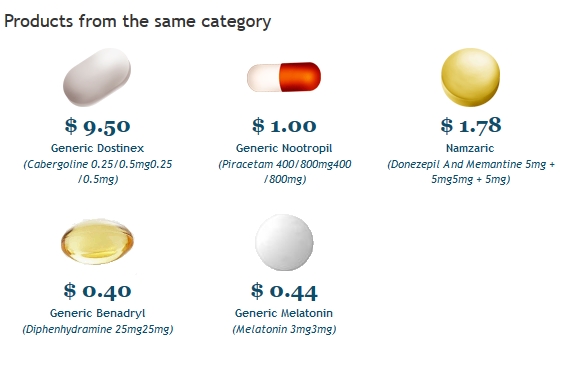 Products from the same category
$ 9.50
Generic Dostinex
(Cabergoline 0.25/0.5mg0.25
/0.5mg)
$ 1.00
Generic Nootropil
(Piracetam 400/800mg400
/800mg)
$ 1.78
Namzaric
(Donezepil And Memantine 5mg +
5mg5mg + 5mg)
$ 0.40
Generic Benadryl
(Diphenhydramine 25mg25mg)
$ 0.44
Generic Melatonin
(Melatonin 3mg3mg)